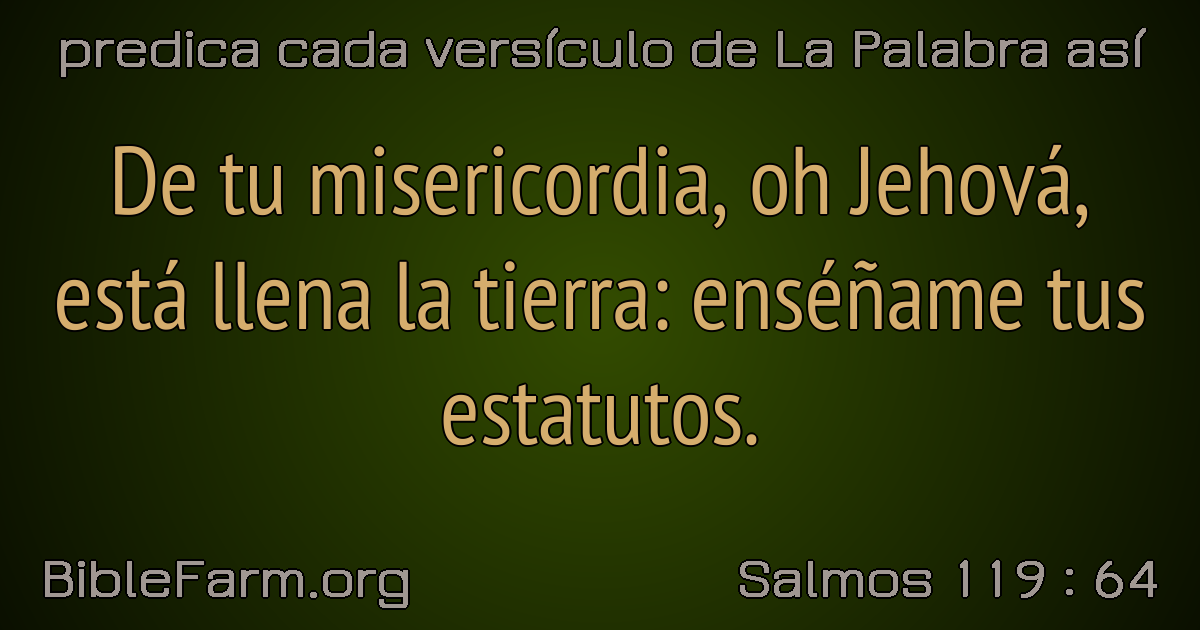 predica cada versículo de La Palabra así
De tu misericordia, oh Jehová,
está llena la tierra: enséñame tus
estatutos.
BibleFarm.org
Salmos 119 : 64